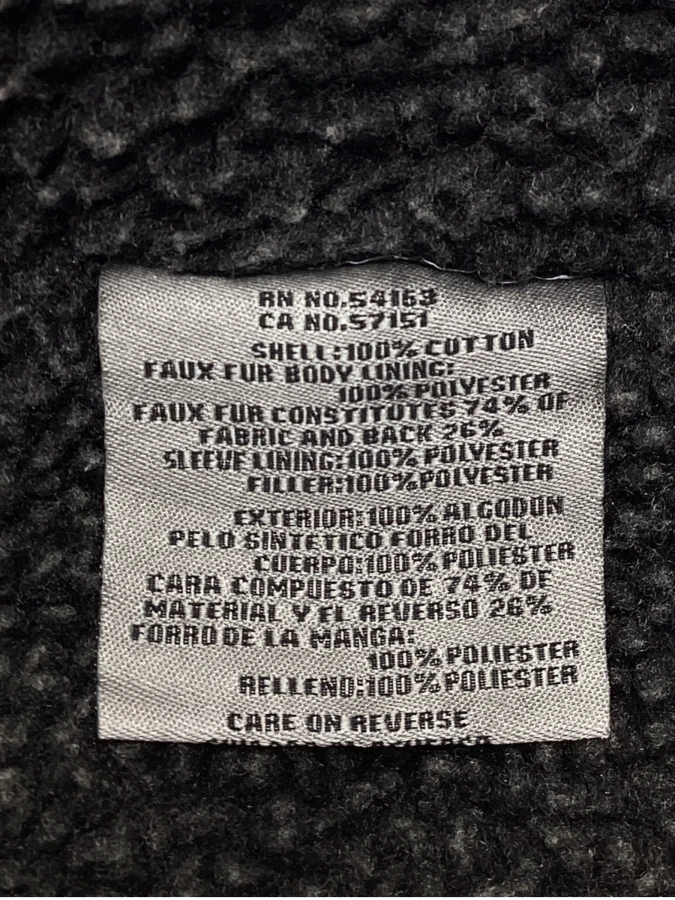 RN NO.54163
CA NO.57151
SHELL:100% COTTON
FAUX FUR BODY LINING:
100% POLYESTER
FAUX FUR CONSTITUTES 74% OF
FABRIC AND BACK 26%
SLEEVE LINING:100% POLYESTER
FILLER:100% POLYESTER
EXTERIOR:100% ALGODON
PELO SINTETICO FORRO DEL
CUERPO:100% POLIESTER
CARA COMPUESTO DE 74% DE
MATERIAL Y EL REVERSO 26%
FORRO DE LA MANGA:
100% POLIESTER
RELLENO:100% POLIESTER
CARE ON REVERSE